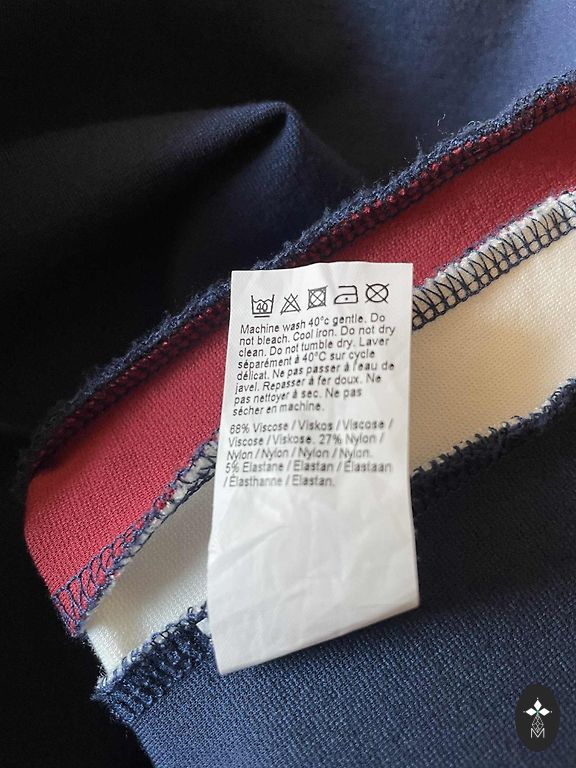 40
Machine wash 40°c gentle. Do
not bleach. Cool iron. Do not dry
clean. Do not tumble dry. Laver
séparément à 40°C sur cycle
délicat. Ne pas passer à l'eau de
javel. Repasser à fer doux. Ne
pas nettoyer à sec. Ne pas
sécher en machine.
68% Viscose / Viskos / Viscose /
Viscose / Viskose. 27% Nylon /
Nylon / Nylon / Nylon / Nylon.
5% Elastane / Elastan / Elastaan
/ Élasthanne / Elastan.
M